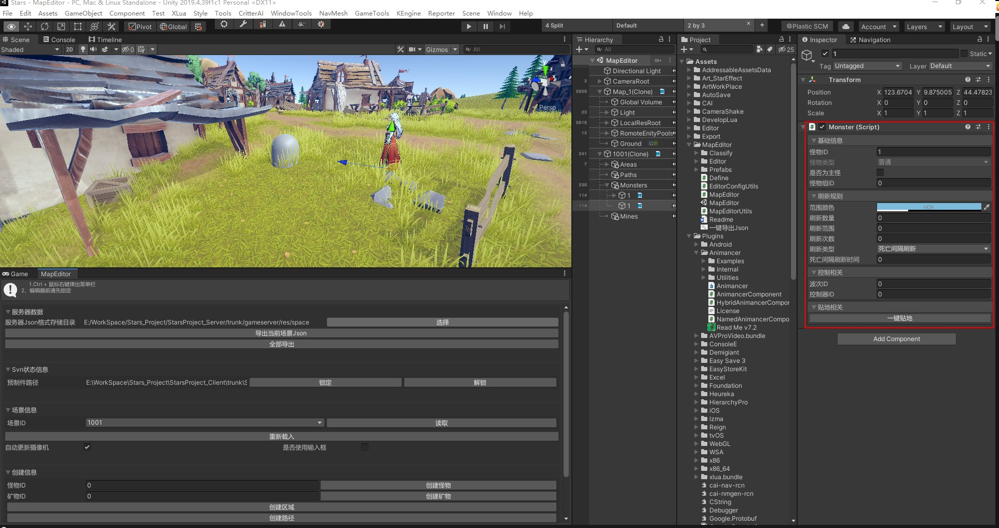 Stars - MapEditor - PC, Mac & Linux Standalone - Unity 2019.4.39f1c1 Personal <DX11>
File Edit Assets GameObject Component Test XLua Style Tools CritterAI WindowTools NavMesh GameTools KEngine Reporter Scene Window Help
Pivot Global 4 Split Default 2 by 3 Plastic SCM Account Layers Layout
Scene Console Timeline
Shaded 2D 0 Gizmos All
Persp
y
x
z
Game MapEditor
1.Ctrl + 鼠标右键弹出菜单栏
2、编辑器前请先锁定
服务器数据
服务器Json格式存储目录 E:/WorkSpace/Stars_Project/StarsProject_Server/trunk/gameserver/res/space 选择
导出当前场景Json
全部导出
Svn状态信息
预制件路径 E:\WorkSpace\Stars_Project\StarsProject_Client\trunk\S 锁定 解锁
场景信息
场景ID 1001 读取
重新载入
自动更新摄像机 是否使用输入框
创建信息
怪物ID 0 创建怪物
矿物ID 0 创建矿物
创建区域
创建路径
Hierarchy
All
MapEditor
Directional Light
2 CameraRoot
5650 Map_1(Clone)
Global Volume
23 Light
5610 LocalResRoot
12 RomoteEnityPools
Ground
241 1001(Clone)
7 Areas
Paths
230 Monsters
114 1
114 1
Mines
Project
25
Assets
AddressableAssetsData
Art_StarEffect
ArtWorkPlace
AutoSave
CAI
CameraShake
DevelopLua
Editor
Export
MapEditor
Classify
Editor
Prefabs
Define
EditorConfigUtils
MapEditor
MapEditor
MapEditorUtils
Readme
一键导出Json
Plugins
Android
Animancer
Examples
Internal
Utilities
Animancer
AnimancerComponent
HybridAnimancerCompor
License
NamedAnimancerCompo
Read Me v7.2
AVProVideo.bundle
ConsoleE
Demigiant
Easy Save 3
EasyStoreKit
Excel
Foundation
Heureka
HierarchyPro
iOS
lzma
Reign
tvOS
WebGL
WSA
x86
x86_64
xlua.bundle
cai-nav-rcn
cai-nmgen-rcn
CString
Debugger
Google.Protobuf
Inspector Navigation
1 Static
Tag Untagged Layer Default
Transform
Position X 123.6704 Y 9.875005 Z 44.47823
Rotation X 0 Y 0 Z 0
Scale X 1 Y 1 Z 1
Monster (Script)
基础信息
怪物ID 1
怪物类型 普通
是否为主怪
怪物组ID 0
刷新规则
范围颜色 HDR
刷新数量 0
刷新范围 0
刷新次数 0
刷新类型 死亡间隔刷新
死亡间隔刷新时间 0
控制相关
波次ID 0
控制器ID 0
贴地相关
一键贴地
Add Component